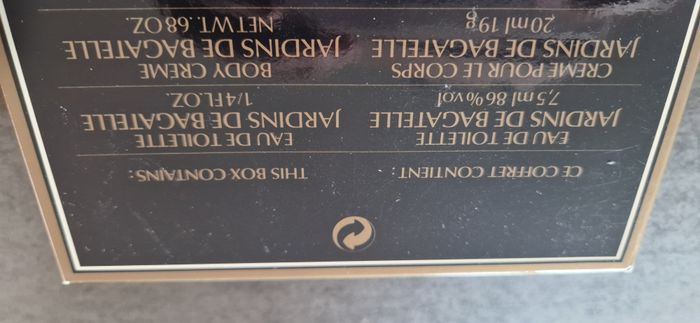 CE COFFRET CONTIENT:
EAU DE TOILETTE
JARDINS DE BAGATELLE
7,5 ml 86% vol
CREME POUR LE CORPS
JARDINS DE BAGATELLE
20 ml 19g
THIS BOX CONTAINS:
EAU DE TOILETTE
JARDINS DE BAGATELLE
1/4 FL.OZ.
BODY CREME
JARDINS DE BAGATELLE
NET WT. .68 OZ.